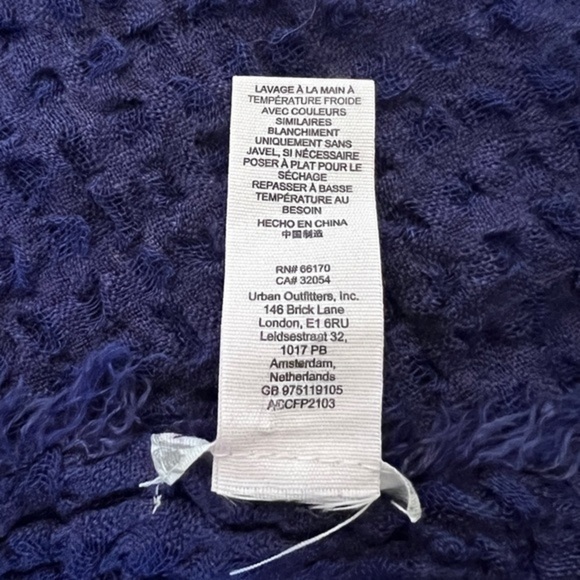 LAVAGE À LA MAIN À
TEMPÉRATURE FROIDE
AVEC COULEURS
SIMILAIRES
BLANCHIMENT
UNIQUEMENT SANS
JAVEL, SI NÉCESSAIRE
POSER À PLAT POUR LE
SÉCHAGE
REPASSER À BASSE
TEMPÉRATURE AU
BESOIN
HECHO EN CHINA
中国制造
RN# 66170
CA# 32054
Urban Outfitters, Inc.
146 Brick Lane
London, E1 6RU
Leidsestraat 32,
1017 PB
Amsterdam,
Netherlands
GB 975119105
ADCFP2103